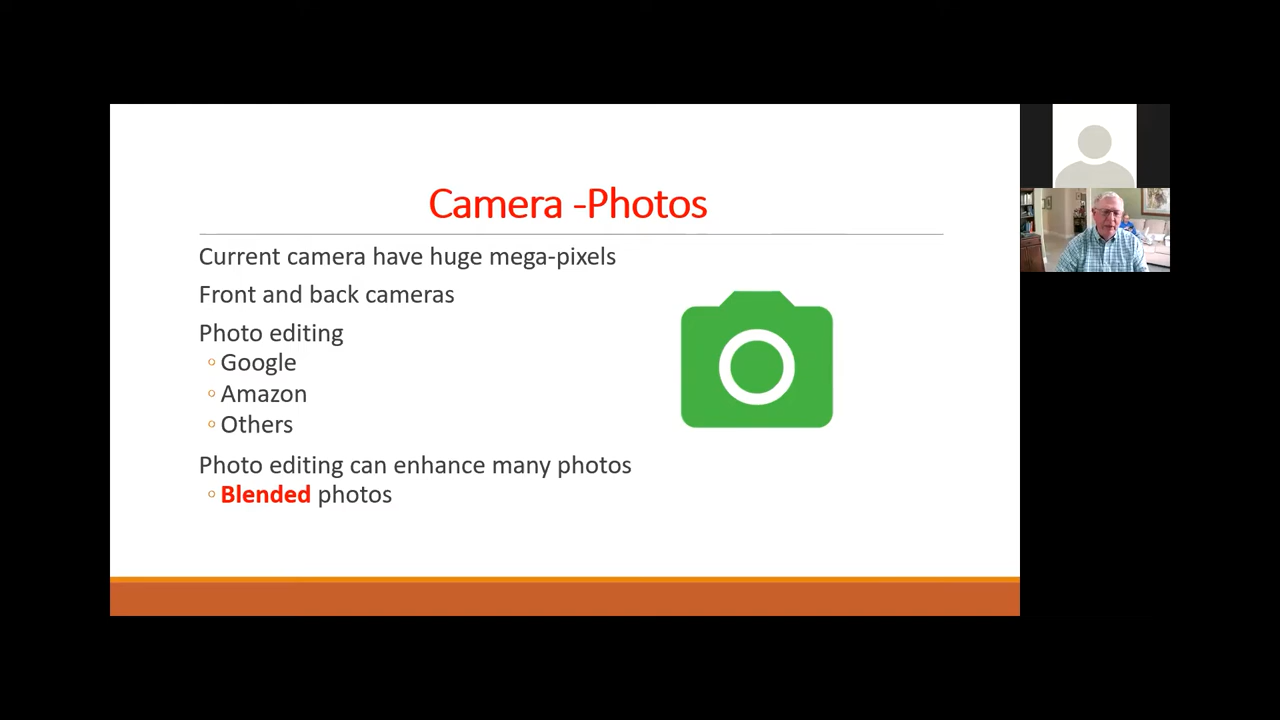 Camera -Photos
Current camera have huge mega-pixels
Front and back cameras
Photo editing
◦ Google
◦ Amazon
◦ Others
Photo editing can enhance many photos
◦ Blended photos